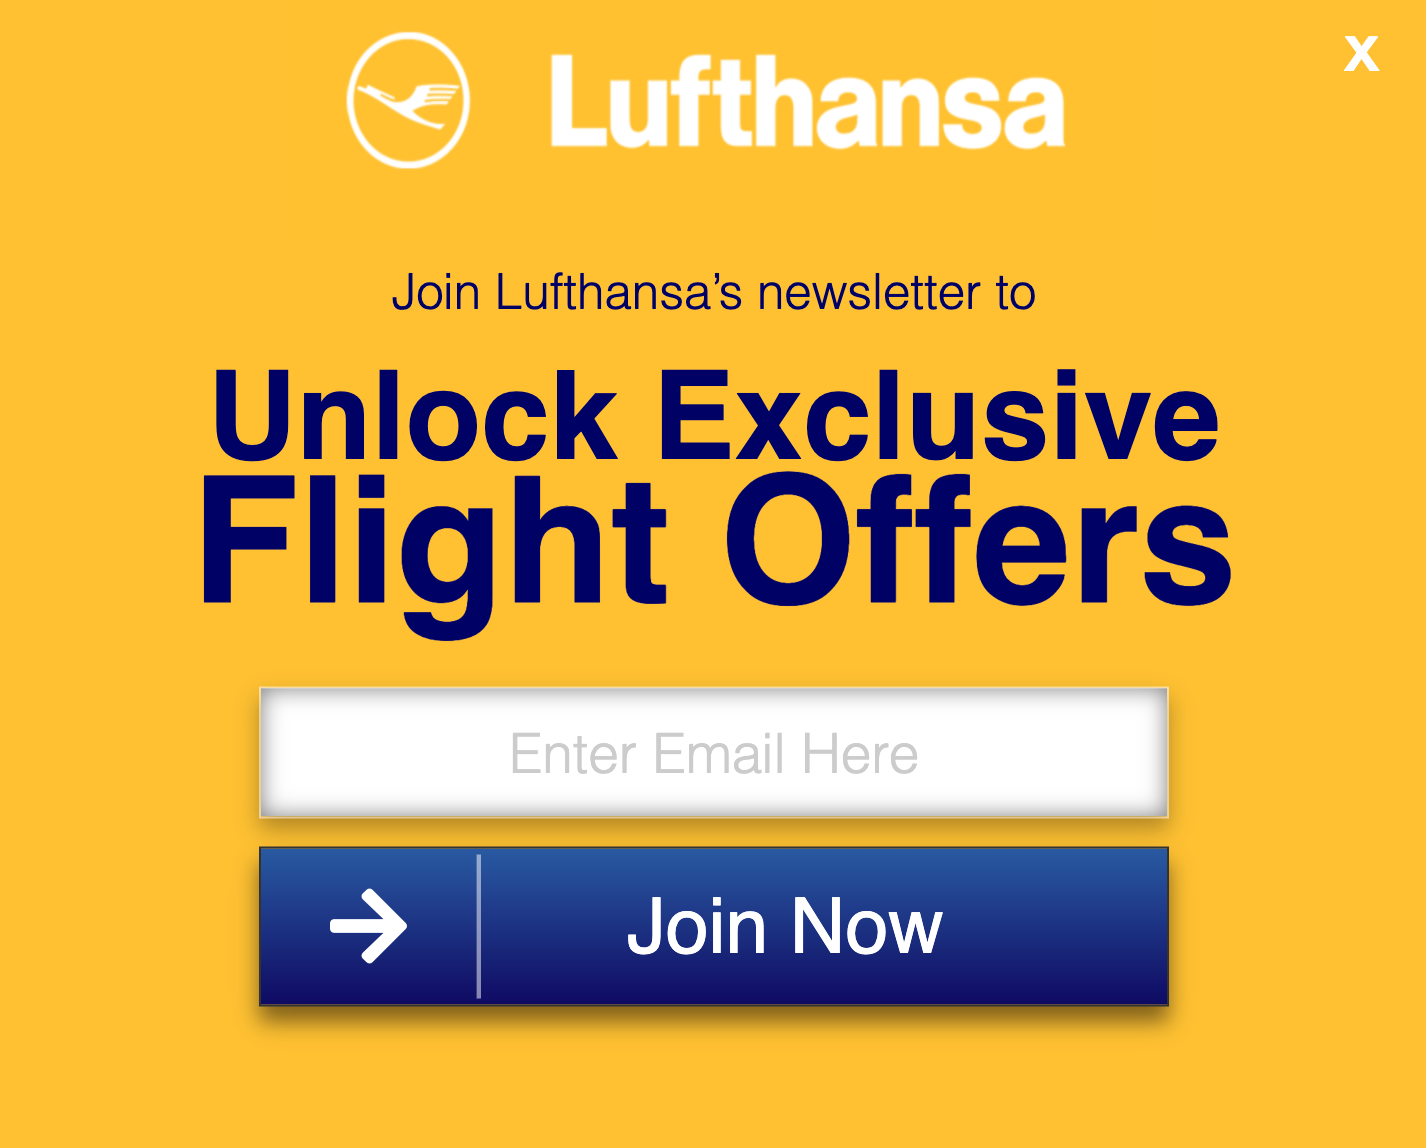 Lufthansa
x
Join Lufthansa’s newsletter to
Unlock Exclusive
Flight Offers
Enter Email Here
Join Now